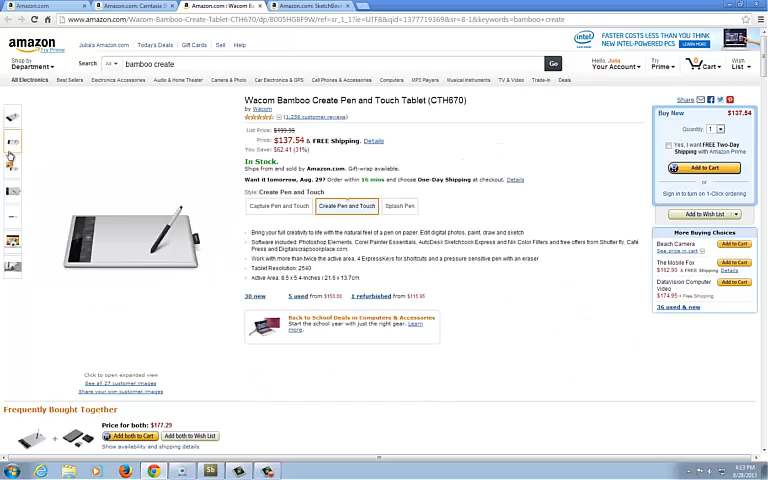 Amazon.com
Amazon.com: Camtasia S
Amazon.com : Wacom B
Amazon.com: SketchBoo
www.amazon.com/Wacom-Bamboo-Create-Tablet-CTH670/dp/B005HGBF9W/ref=sr_1_1?ie=UTF8&qid=1377719369&sr=8-1&keywords=bamboo+create
amazon
Try Prime
Julia's Amazon.com
Today's Deals
Gift Cards
Sell
Help
intel
FASTER COSTS LESS THAN YOU THINK
NEW INTEL-POWERED PCS
LEARN MORE
Shop by
Department
Search
All
bamboo create
Go
Hello, Julia
Your Account
Try
Prime
0
Cart
Wish
List
All Electronics
Best Sellers
Electronics Accessories
Audio & Home Theater
Camera & Photo
Car Electronics & GPS
Cell Phones & Accessories
Computers
MP3 Players
Musical Instruments
TV & Video
Trade-In
Deals
Wacom Bamboo Create Pen and Touch Tablet (CTH670)
by Wacom
(1,256 customer reviews)
List Price: $199.95
Price: $137.54 & FREE Shipping. Details
You Save: $62.41 (31%)
In Stock.
Ships from and sold by Amazon.com. Gift-wrap available.
Want it tomorrow, Aug. 29? Order within 16 mins and choose One-Day Shipping at checkout. Details
Style: Create Pen and Touch
Capture Pen and Touch
Create Pen and Touch
Splash Pen
Bring your full creativity to life with the natural feel of a pen on paper. Edit digital photos, paint, draw and sketch
Software included: Photoshop Elements, Corel Painter Essentials, AutoDesk Sketchbook Express and Nik Color Filters and free offers from Shutterfly, Café
Press and Digitalscrapbookplace.com
Work with more than twice the active area, 4 ExpressKeys for shortcuts and a pressure sensitive pen with an eraser
Tablet Resolution: 2540
Active Area: 8.5 x 5.4-Inches / 21.6 x 13.7cm
30 new
5 used from $150.00
1 refurbished from $115.95
Back to School Deals in Computers & Accessories
Start the school year with just the right gear. Learn
more.
Share
Buy New
$137.54
Quantity: 1
Yes, I want FREE Two-Day
Shipping with Amazon Prime
Add to Cart
or
Sign in to turn on 1-Click ordering
Add to Wish List
More Buying Choices
Beach Camera
See price in cart
Add to Cart
The Mobile Fox
& FREE Shipping Details
Add to Cart
DataVision Computer
Video
$174.95 + Free Shipping
Add to Cart
36 used & new
Click to open expanded view
See all 27 customer images
Share your own customer images
Frequently Bought Together
Price for both: $177.29
Add both to Cart
Add both to Wish List
Show availability and shipping details
Sb
8/28/2013